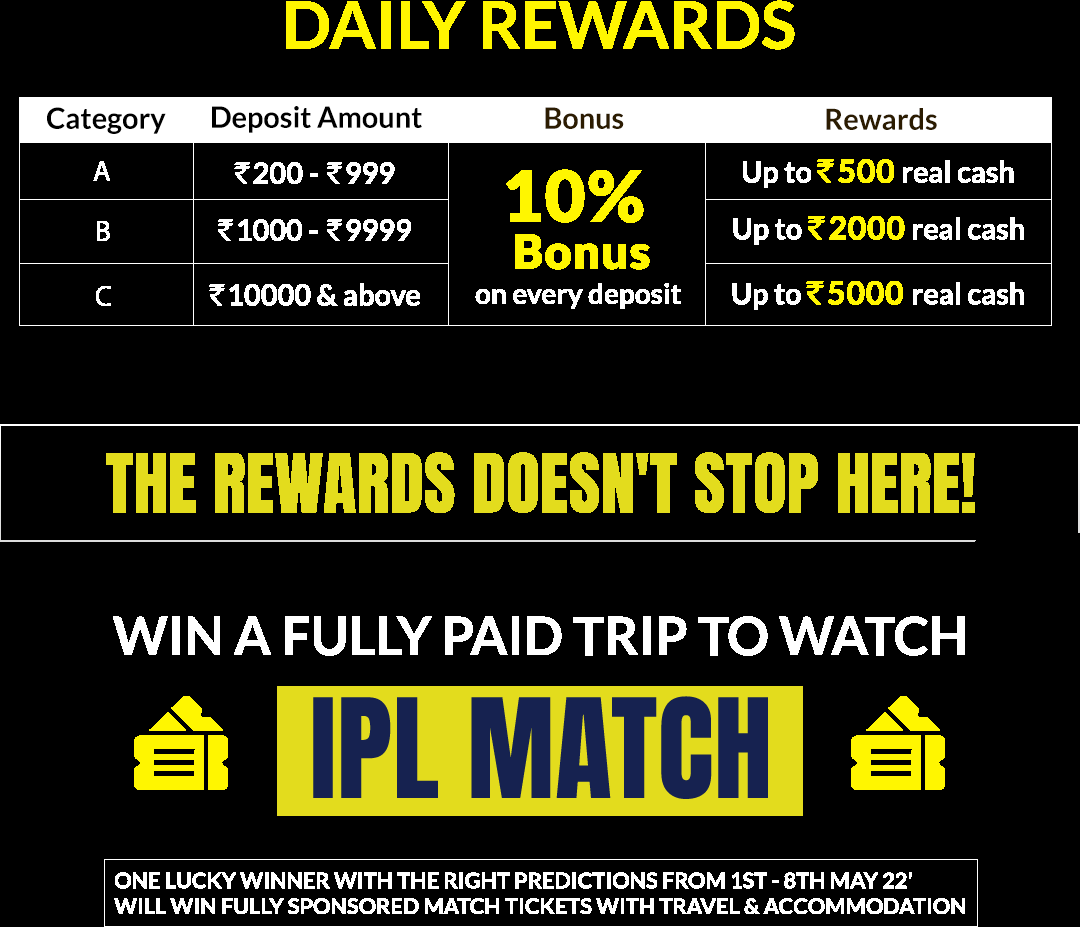 DAILY REWARDS
Category Deposit Amount Bonus Rewards
A ₹200 - ₹999 Up to ₹500 real cash
10%
B ₹1000 - ₹9999 Up to ₹2000 real cash
Bonus
C ₹10000 & above on every deposit Up to ₹5000 real cash
THE REWARDS DOESN'T STOP HERE!
WIN A FULLY PAID TRIP TO WATCH
IPL MATCH
ONE LUCKY WINNER WITH THE RIGHT PREDICTIONS FROM 1ST - 8TH MAY 22'
WILL WIN FULLY SPONSORED MATCH TICKETS WITH TRAVEL & ACCOMMODATION